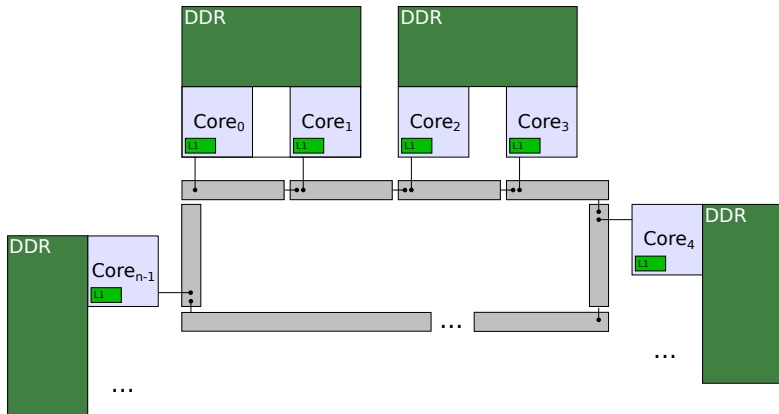 DDR
DDR
Core₀
Core₁
Core₂
Core₃
L1
L1
L1
L1
DDR
Core₄
L1
DDR
Coreₙ₋₁
L1
...
...
...